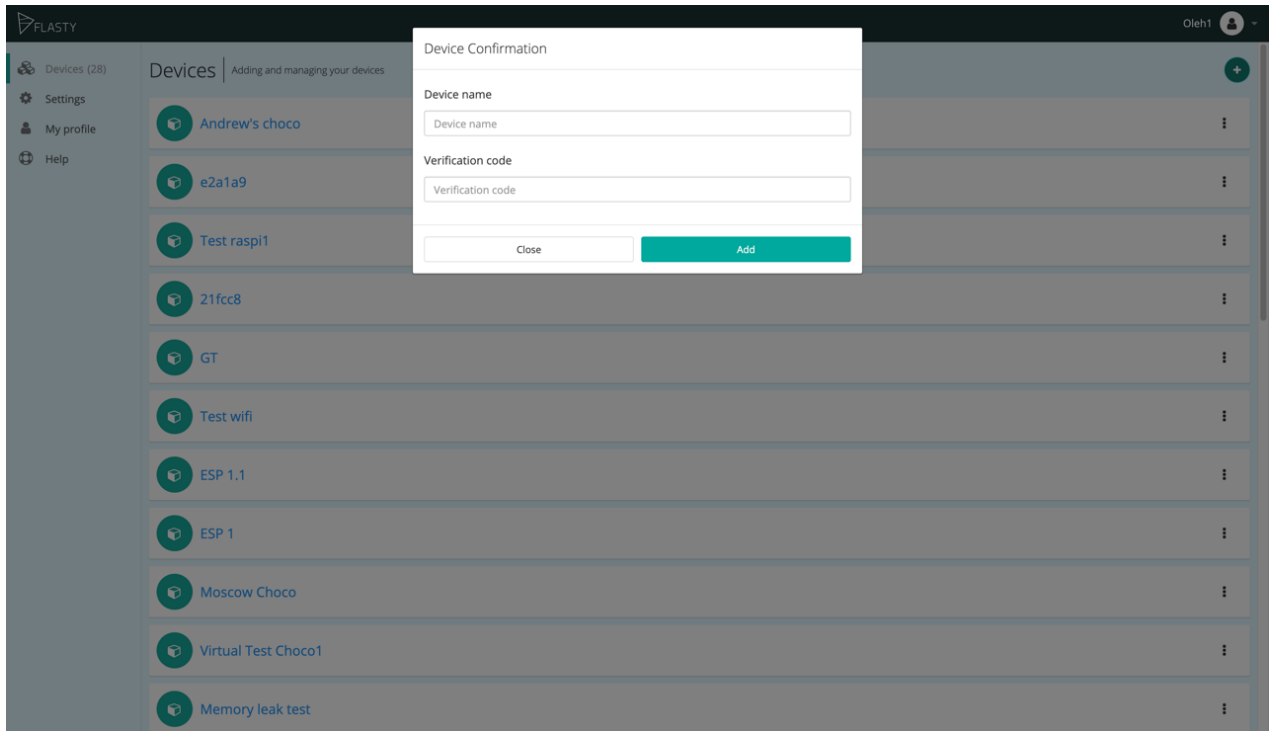 FLASTY
Oleh1
Devices (28)
Settings
My profile
Help
Devices
Adding and managing your devices
Device Confirmation
Device name
Device name
Verification code
Verification code
Close
Add
Andrew's choco
e2a1a9
Test raspi1
21fcc8
GT
Test wifi
ESP 1.1
ESP 1
Moscow Choco
Virtual Test Choco1
Memory leak test